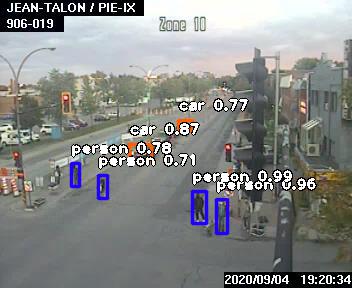 JEAN-TALON / PIE-IX
906-019
Zone 10
car 0.77
car 0.87
person 0.78
person 0.71
person 0.99
person 0.96
2020/09/04 19:20:34